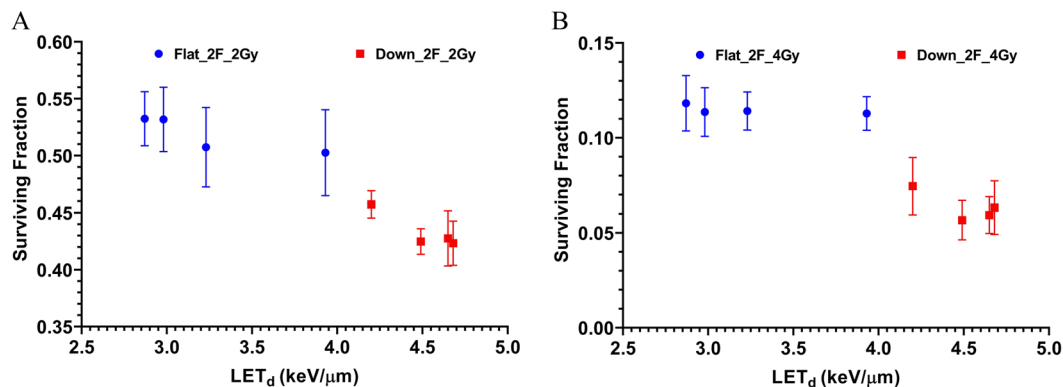 A
Flat_2F_2Gy
Down_2F_2Gy
0.60
0.55
0.50
0.45
0.40
0.35
Surviving Fraction
2.5 3.0 3.5 4.0 4.5 5.0
LETd (keV/μm)
B
Flat_2F_4Gy
Down_2F_4Gy
0.15
0.10
0.05
0.00
Surviving Fraction
2.5 3.0 3.5 4.0 4.5 5.0
LETd (keV/μm)